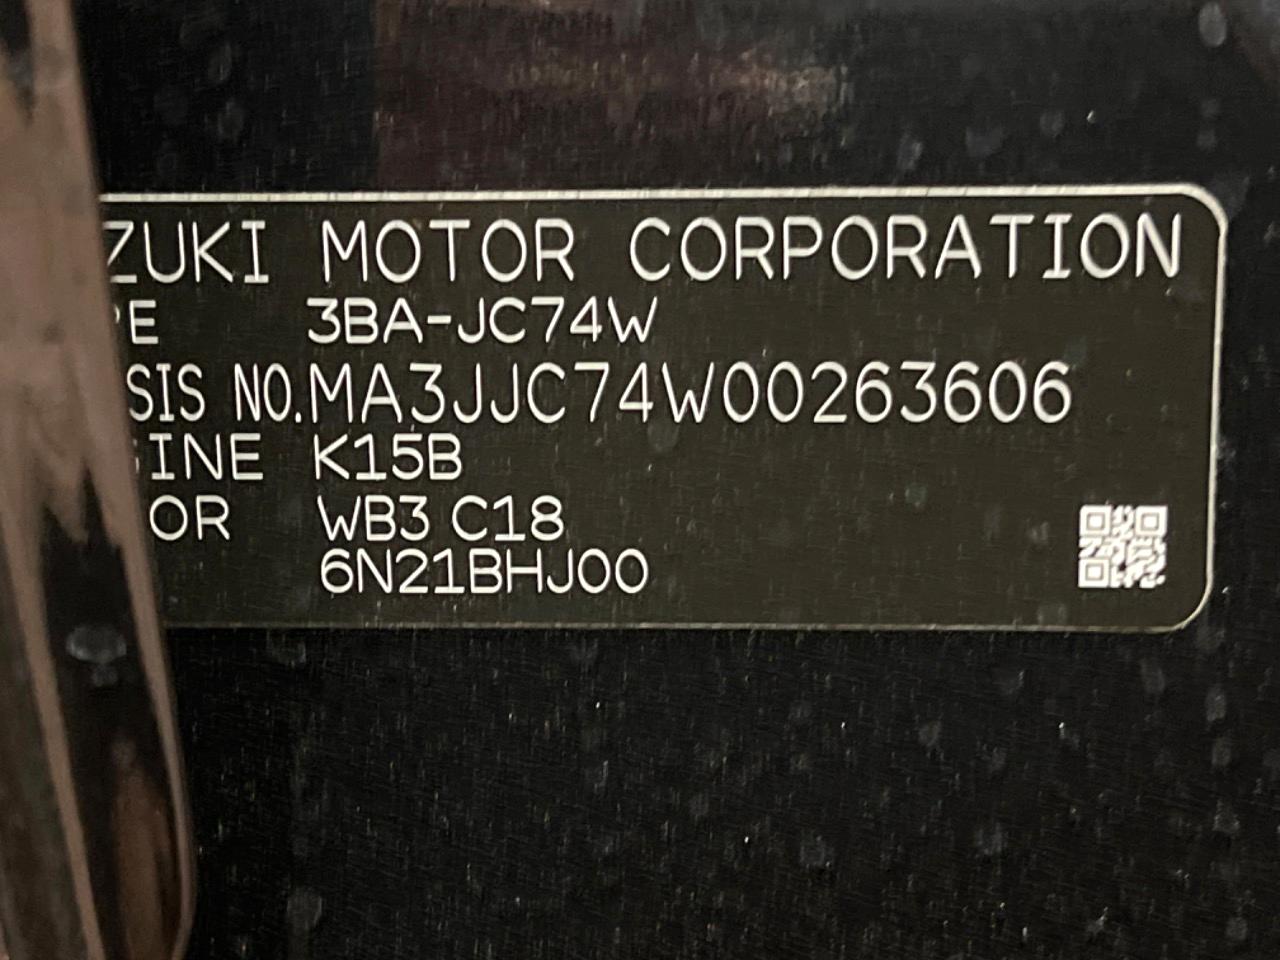 ZUKI MOTOR CORPORATION
PE 3BA-JC74W
SIS NO. MA3JJC74W00263606
INE K15B
OR WB3 C18
6N21BHJ00